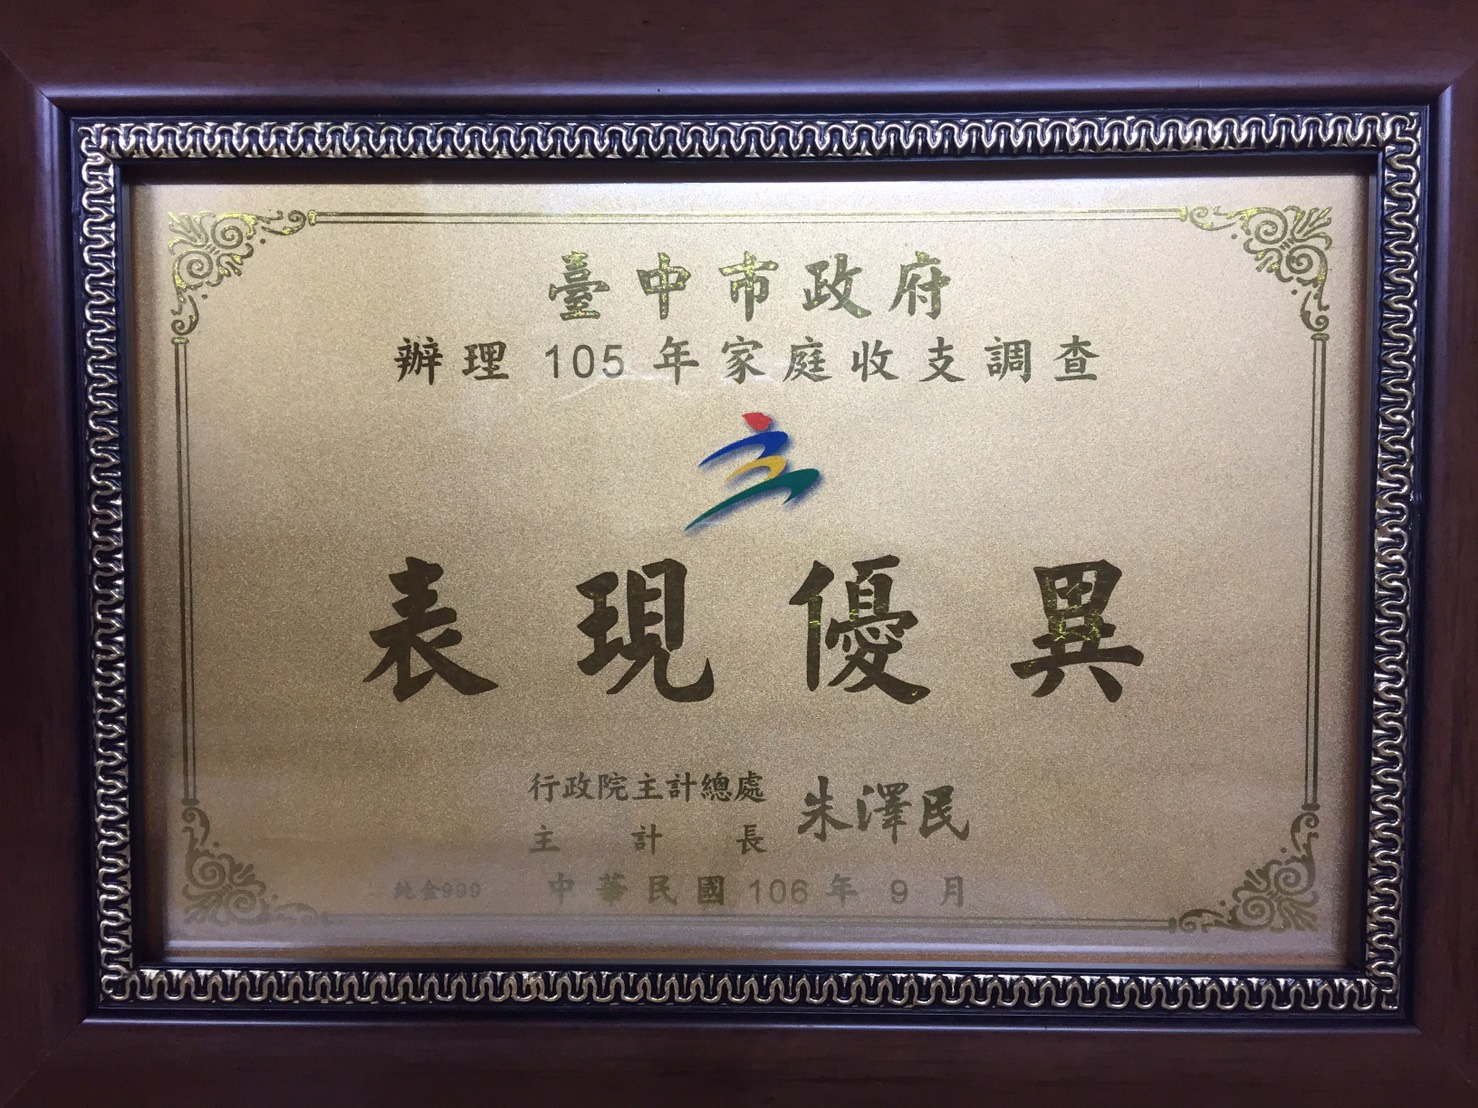 臺中市政府
辦理 105 年家庭收支調查
表現優異
行政院主計總處
主計長 朱澤民
純金999 中華民國 106 年 9 月